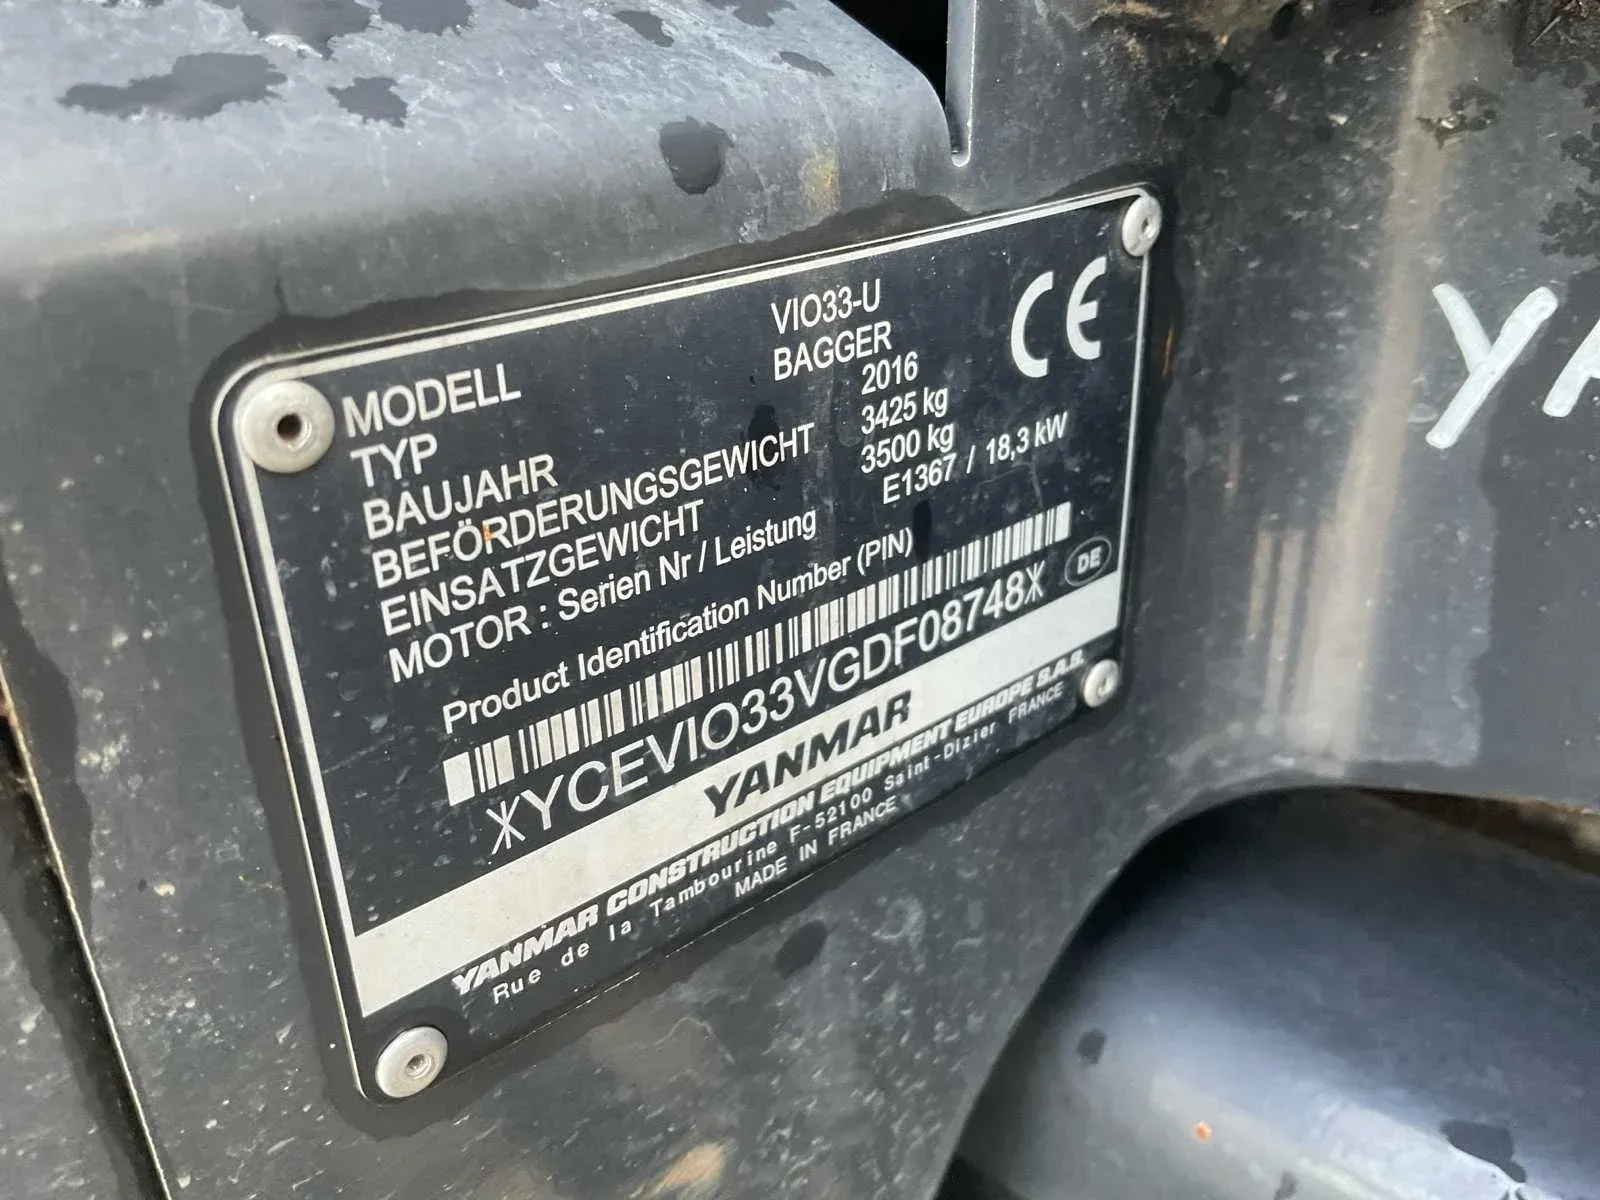 MODELL VIO33-U
TYP BAGGER
BAUJAHR 2016
BEFÖRDERUNGSGEWICHT 3425 kg
EINSATZGEWICHT 3500 kg
MOTOR : Serien Nr / Leistung E1367 / 18,3 kW
CE
Product Identification Number (PIN)
DE
*YCEVIO33VGDF08748*
YANMAR
YANMAR CONSTRUCTION EQUIPMENT EUROPE S.A.S.
Rue de la Tambourine F-52100 Saint-Dizier FRANCE
MADE IN FRANCE